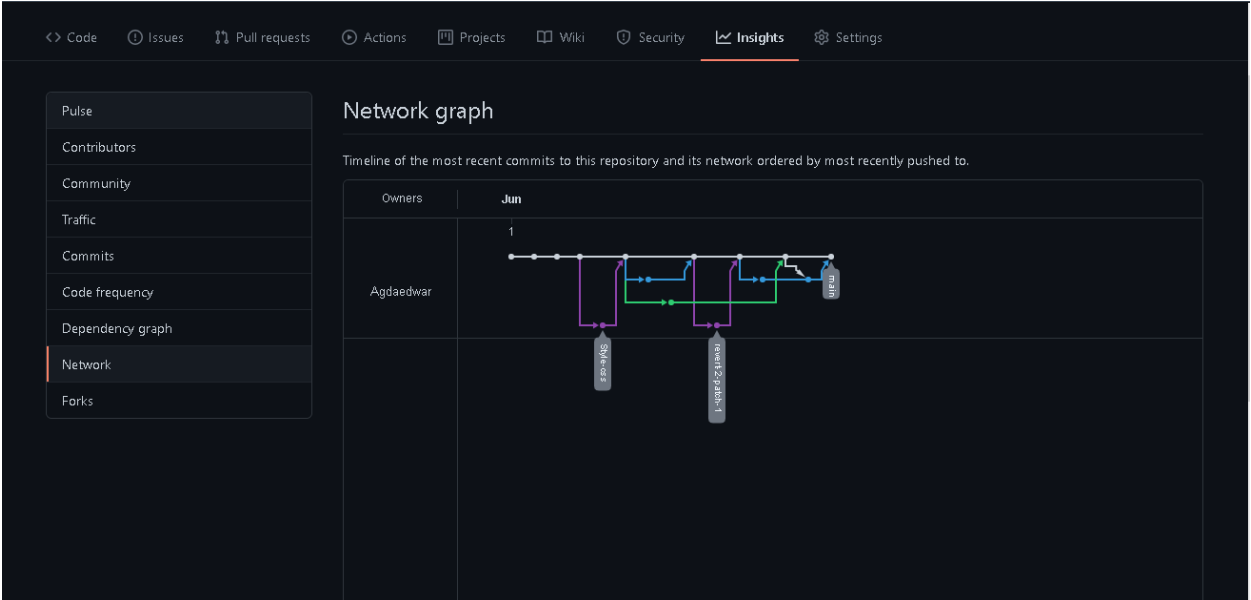 Code Issues Pull requests Actions Projects Wiki Security Insights Settings
Pulse
Contributors
Community
Traffic
Commits
Code frequency
Dependency graph
Network
Forks
Network graph
Timeline of the most recent commits to this repository and its network ordered by most recently pushed to.
Owners Jun
1
Agdaedwar
main
Style-css
revert-2-patch-1